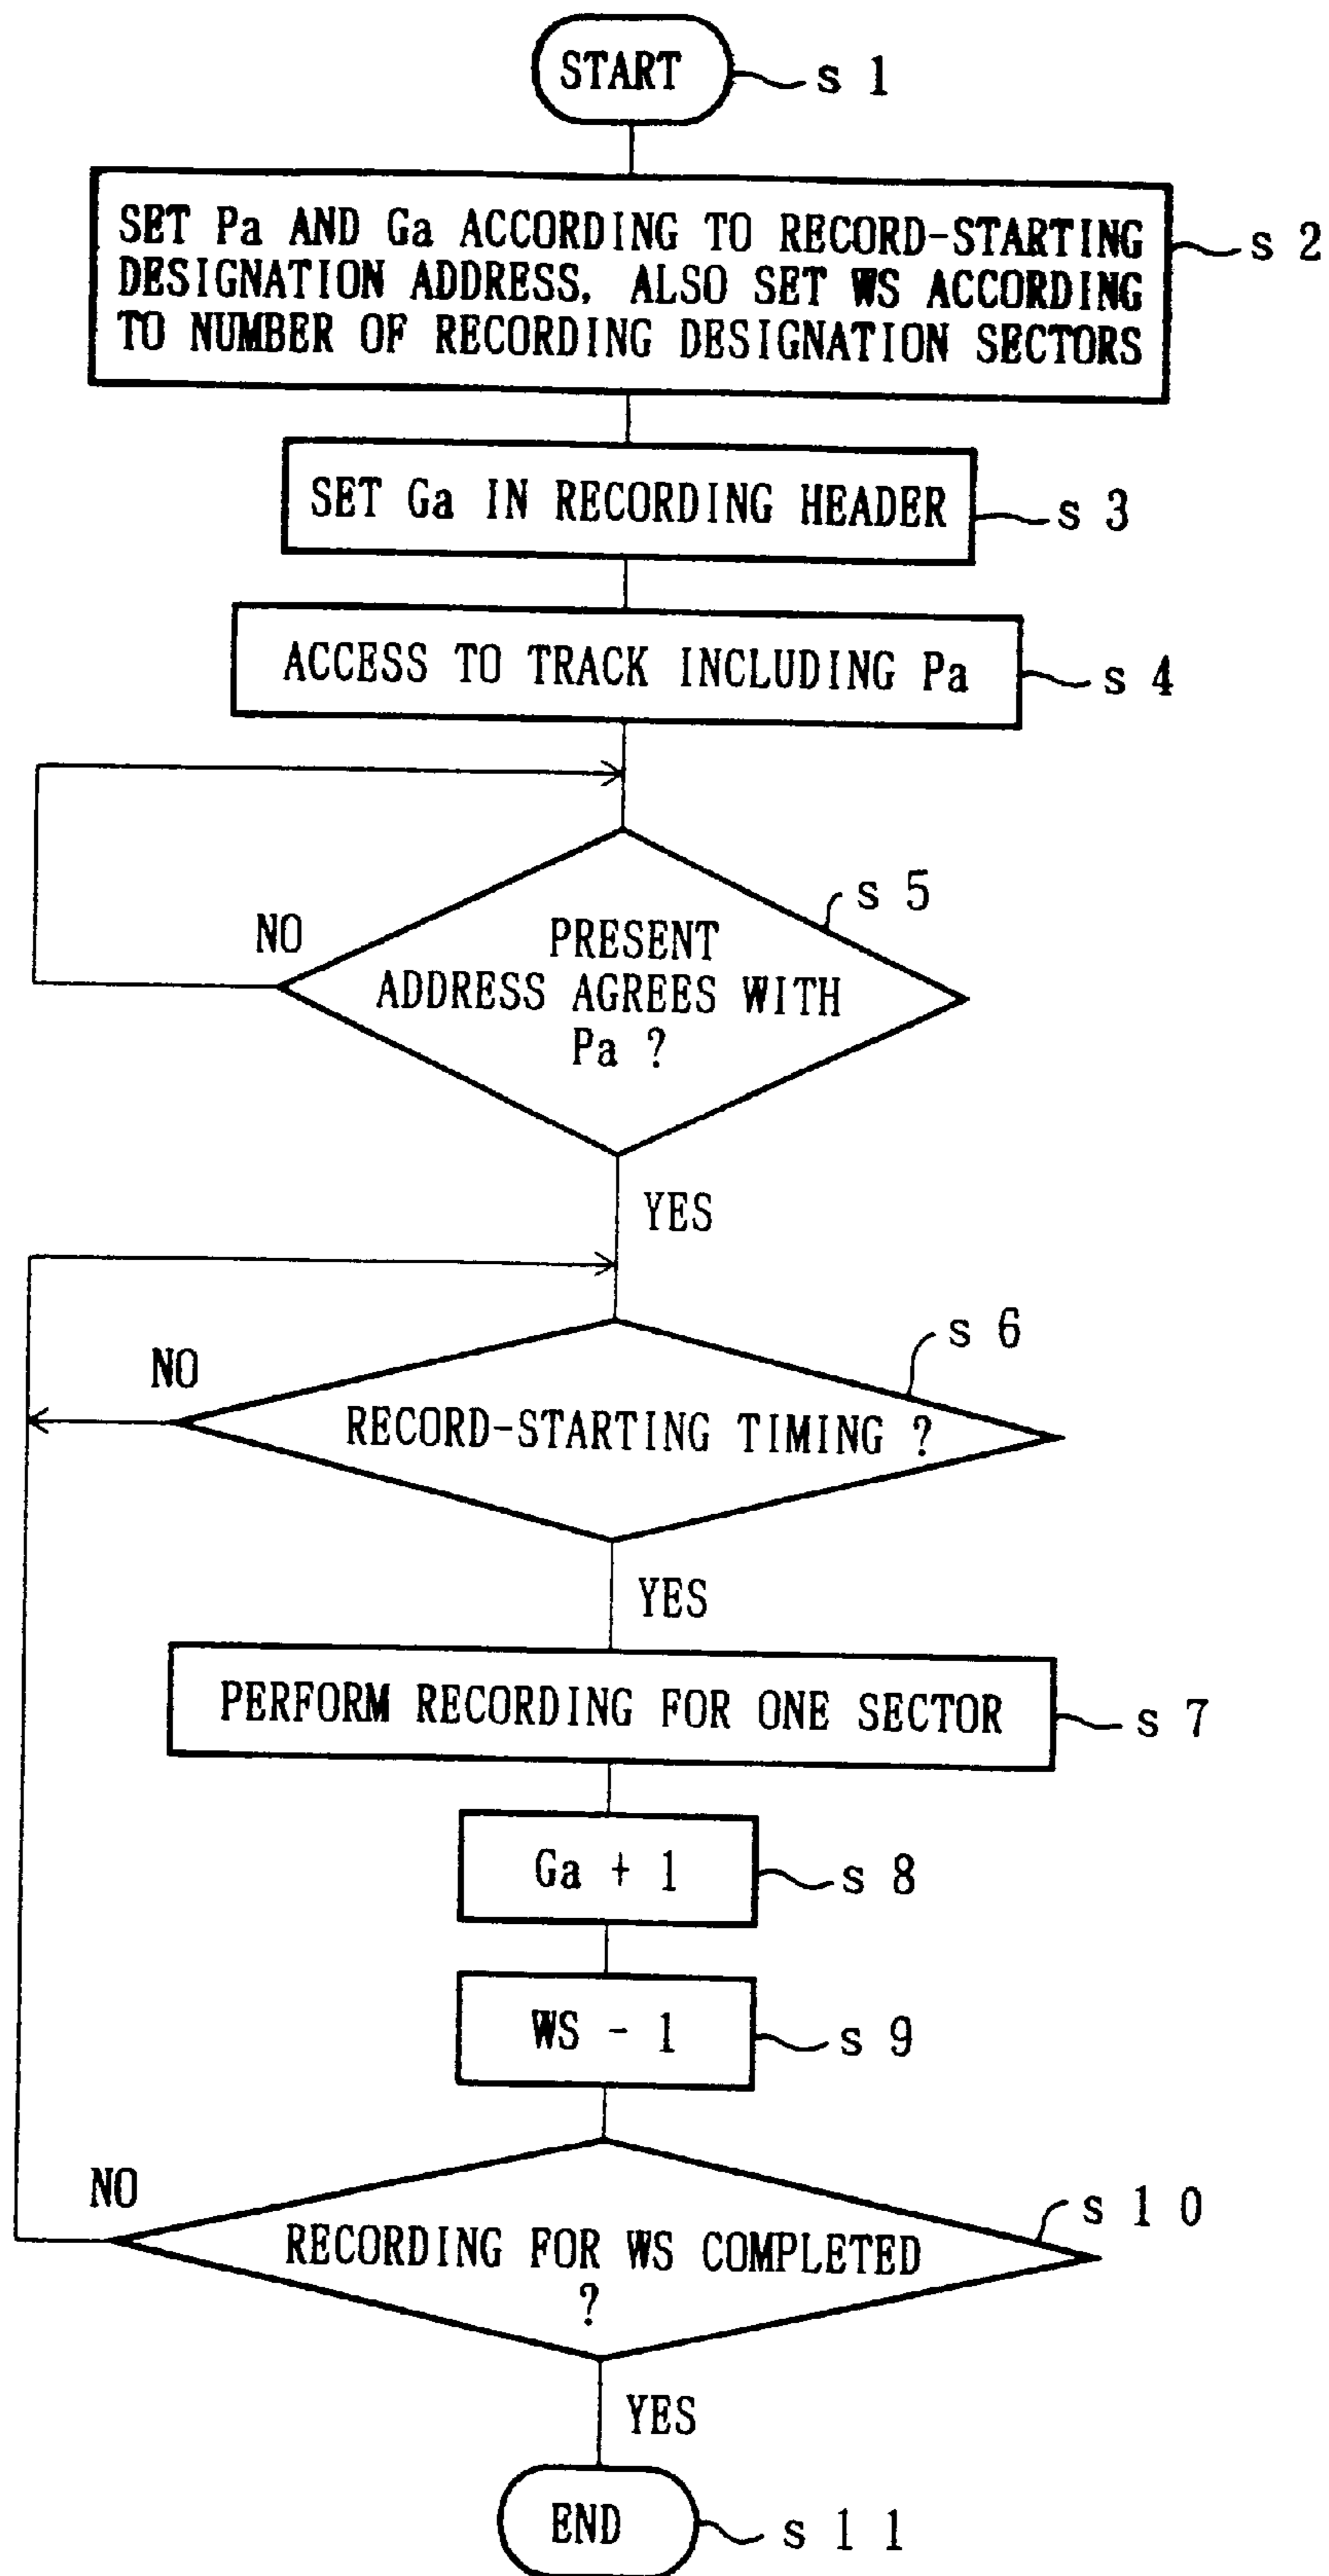 START
s 1
SET Pa AND Ga ACCORDING TO RECORD-STARTING
DESIGNATION ADDRESS. ALSO SET WS ACCORDING
TO NUMBER OF RECORDING DESIGNATION SECTORS
s 2
SET Ga IN RECORDING HEADER
s 3
ACCESS TO TRACK INCLUDING Pa
s 4
s 5
NO
PRESENT
ADDRESS AGREES WITH
Pa ?
YES
s 6
NO
RECORD-STARTING TIMING ?
YES
PERFORM RECORDING FOR ONE SECTOR
s 7
Ga + 1
s 8
WS - 1
s 9
NO
s 1 0
RECORDING FOR WS COMPLETED
?
YES
END
s 1 1